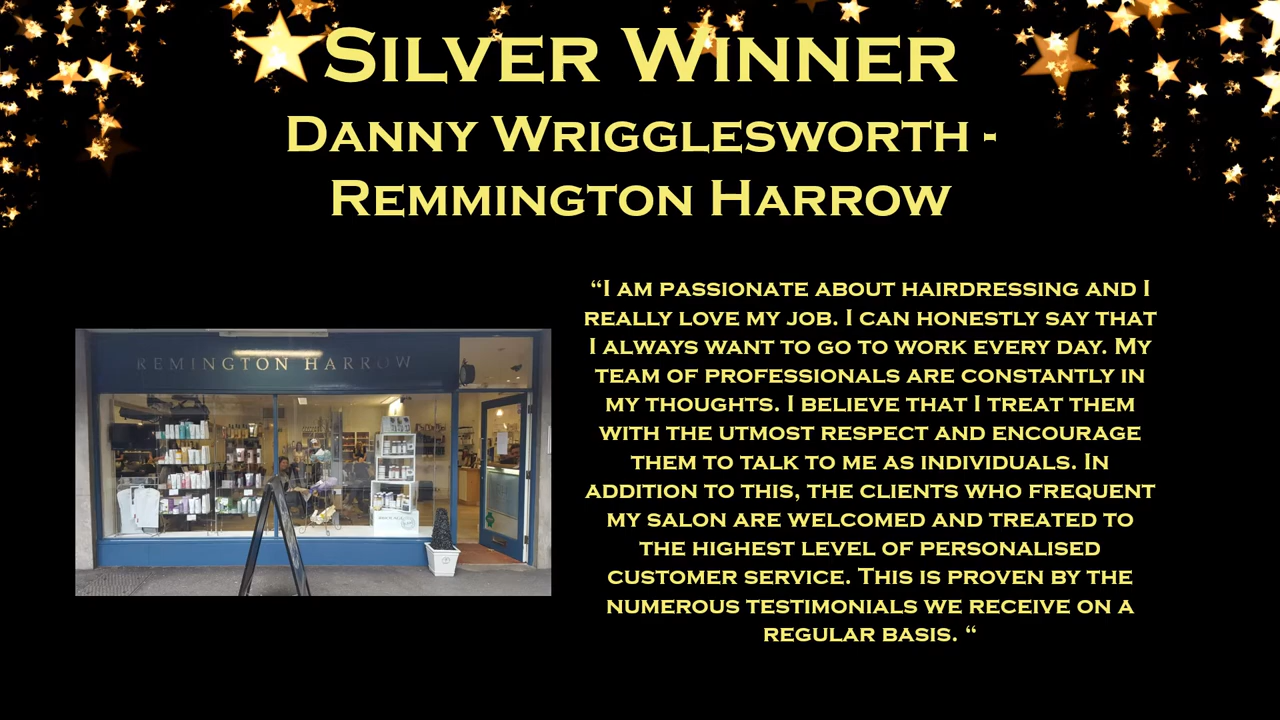 Silver Winner
Danny Wrigglesworth -
Remmington Harrow
“I am passionate about hairdressing and I
really love my job. I can honestly say that
I always want to go to work every day. My
team of professionals are constantly in
my thoughts. I believe that I treat them
with the utmost respect and encourage
them to talk to me as individuals. In
addition to this, the clients who frequent
my salon are welcomed and treated to
the highest level of personalised
customer service. This is proven by the
numerous testimonials we receive on a
regular basis. “
REMINGTON HARROW